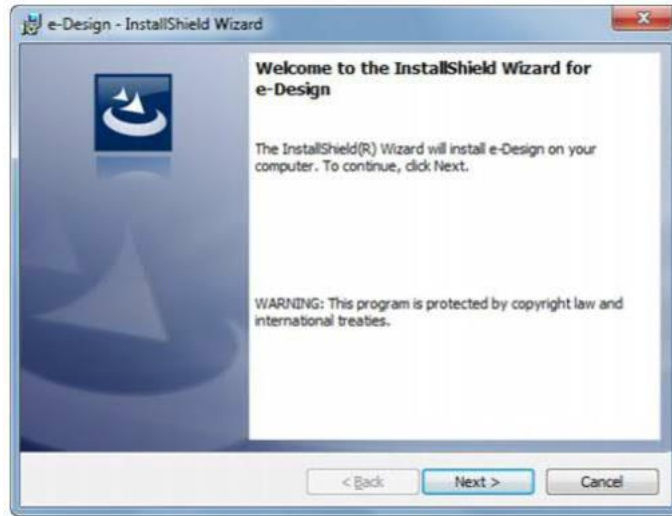 e-Design - InstallShield Wizard
Welcome to the InstallShield Wizard for
e-Design
The InstallShield(R) Wizard will install e-Design on your
computer. To continue, click Next.
WARNING: This program is protected by copyright law and
international treaties.
< Back
Next >
Cancel